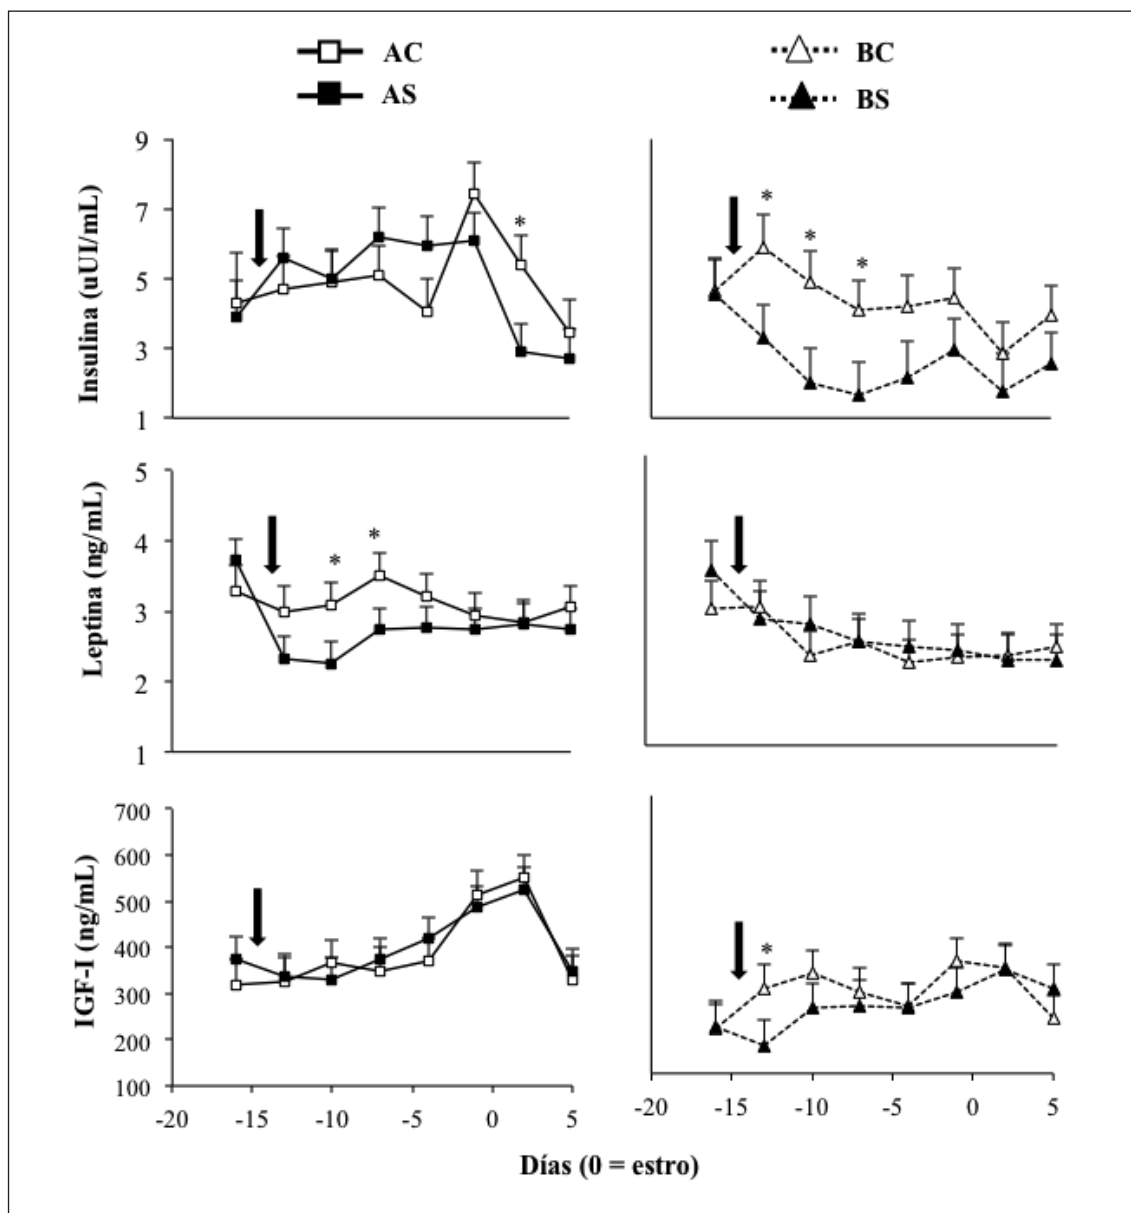 AC
AS
BC
BS
Insulina (uUI/mL)
9
7
5
3
1
*
* * *
Leptina (ng/mL)
5
4
3
2
1
* *
IGF-I (ng/mL)
700
600
500
400
300
200
100
*
-20 -15 -10 -5 0 5
-20 -15 -10 -5 0 5
Días (0 = estro)